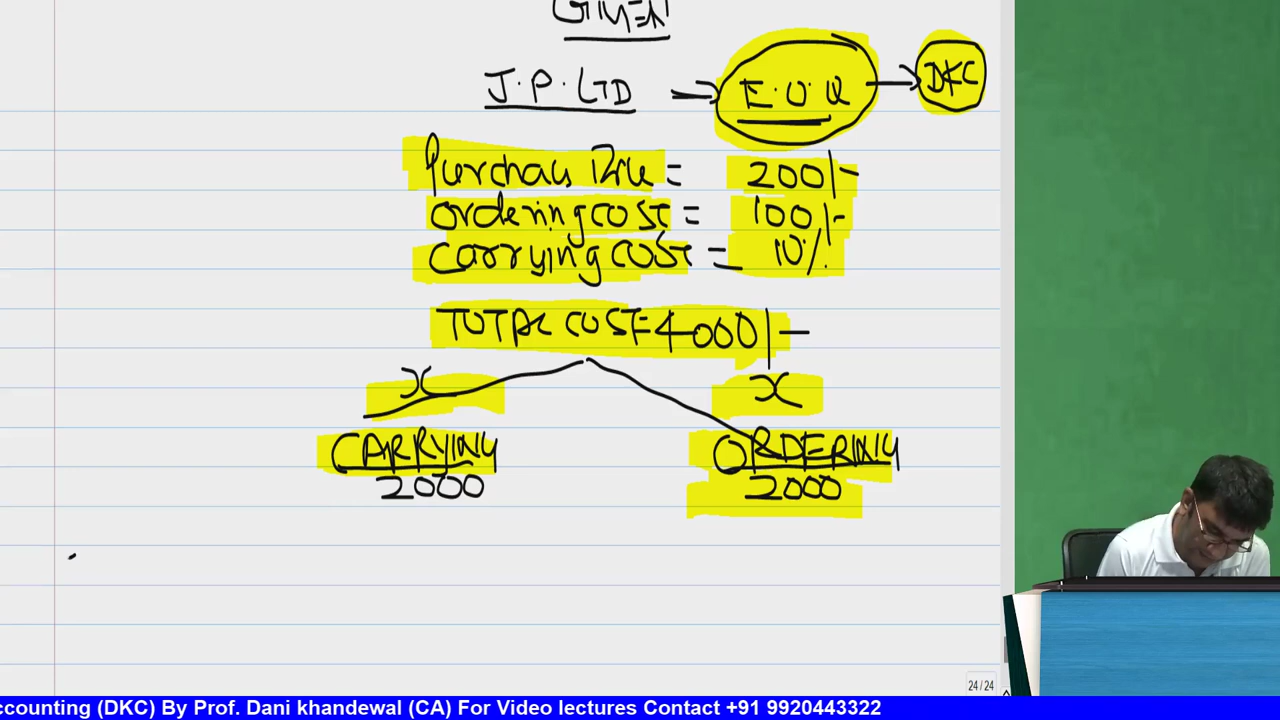 GIVEN
J.P. LTD → E.O.Q → DKC
Purchase Price = 200/-
ordering cost = 100/-
carrying cost = 10%
TOTAL COST = 4000/-
x x
CARRYING ORDERING
2000 2000
24 / 24
ccounting (DKC) By Prof. Dani khandewal (CA) For Video lectures Contact +91 9920443322